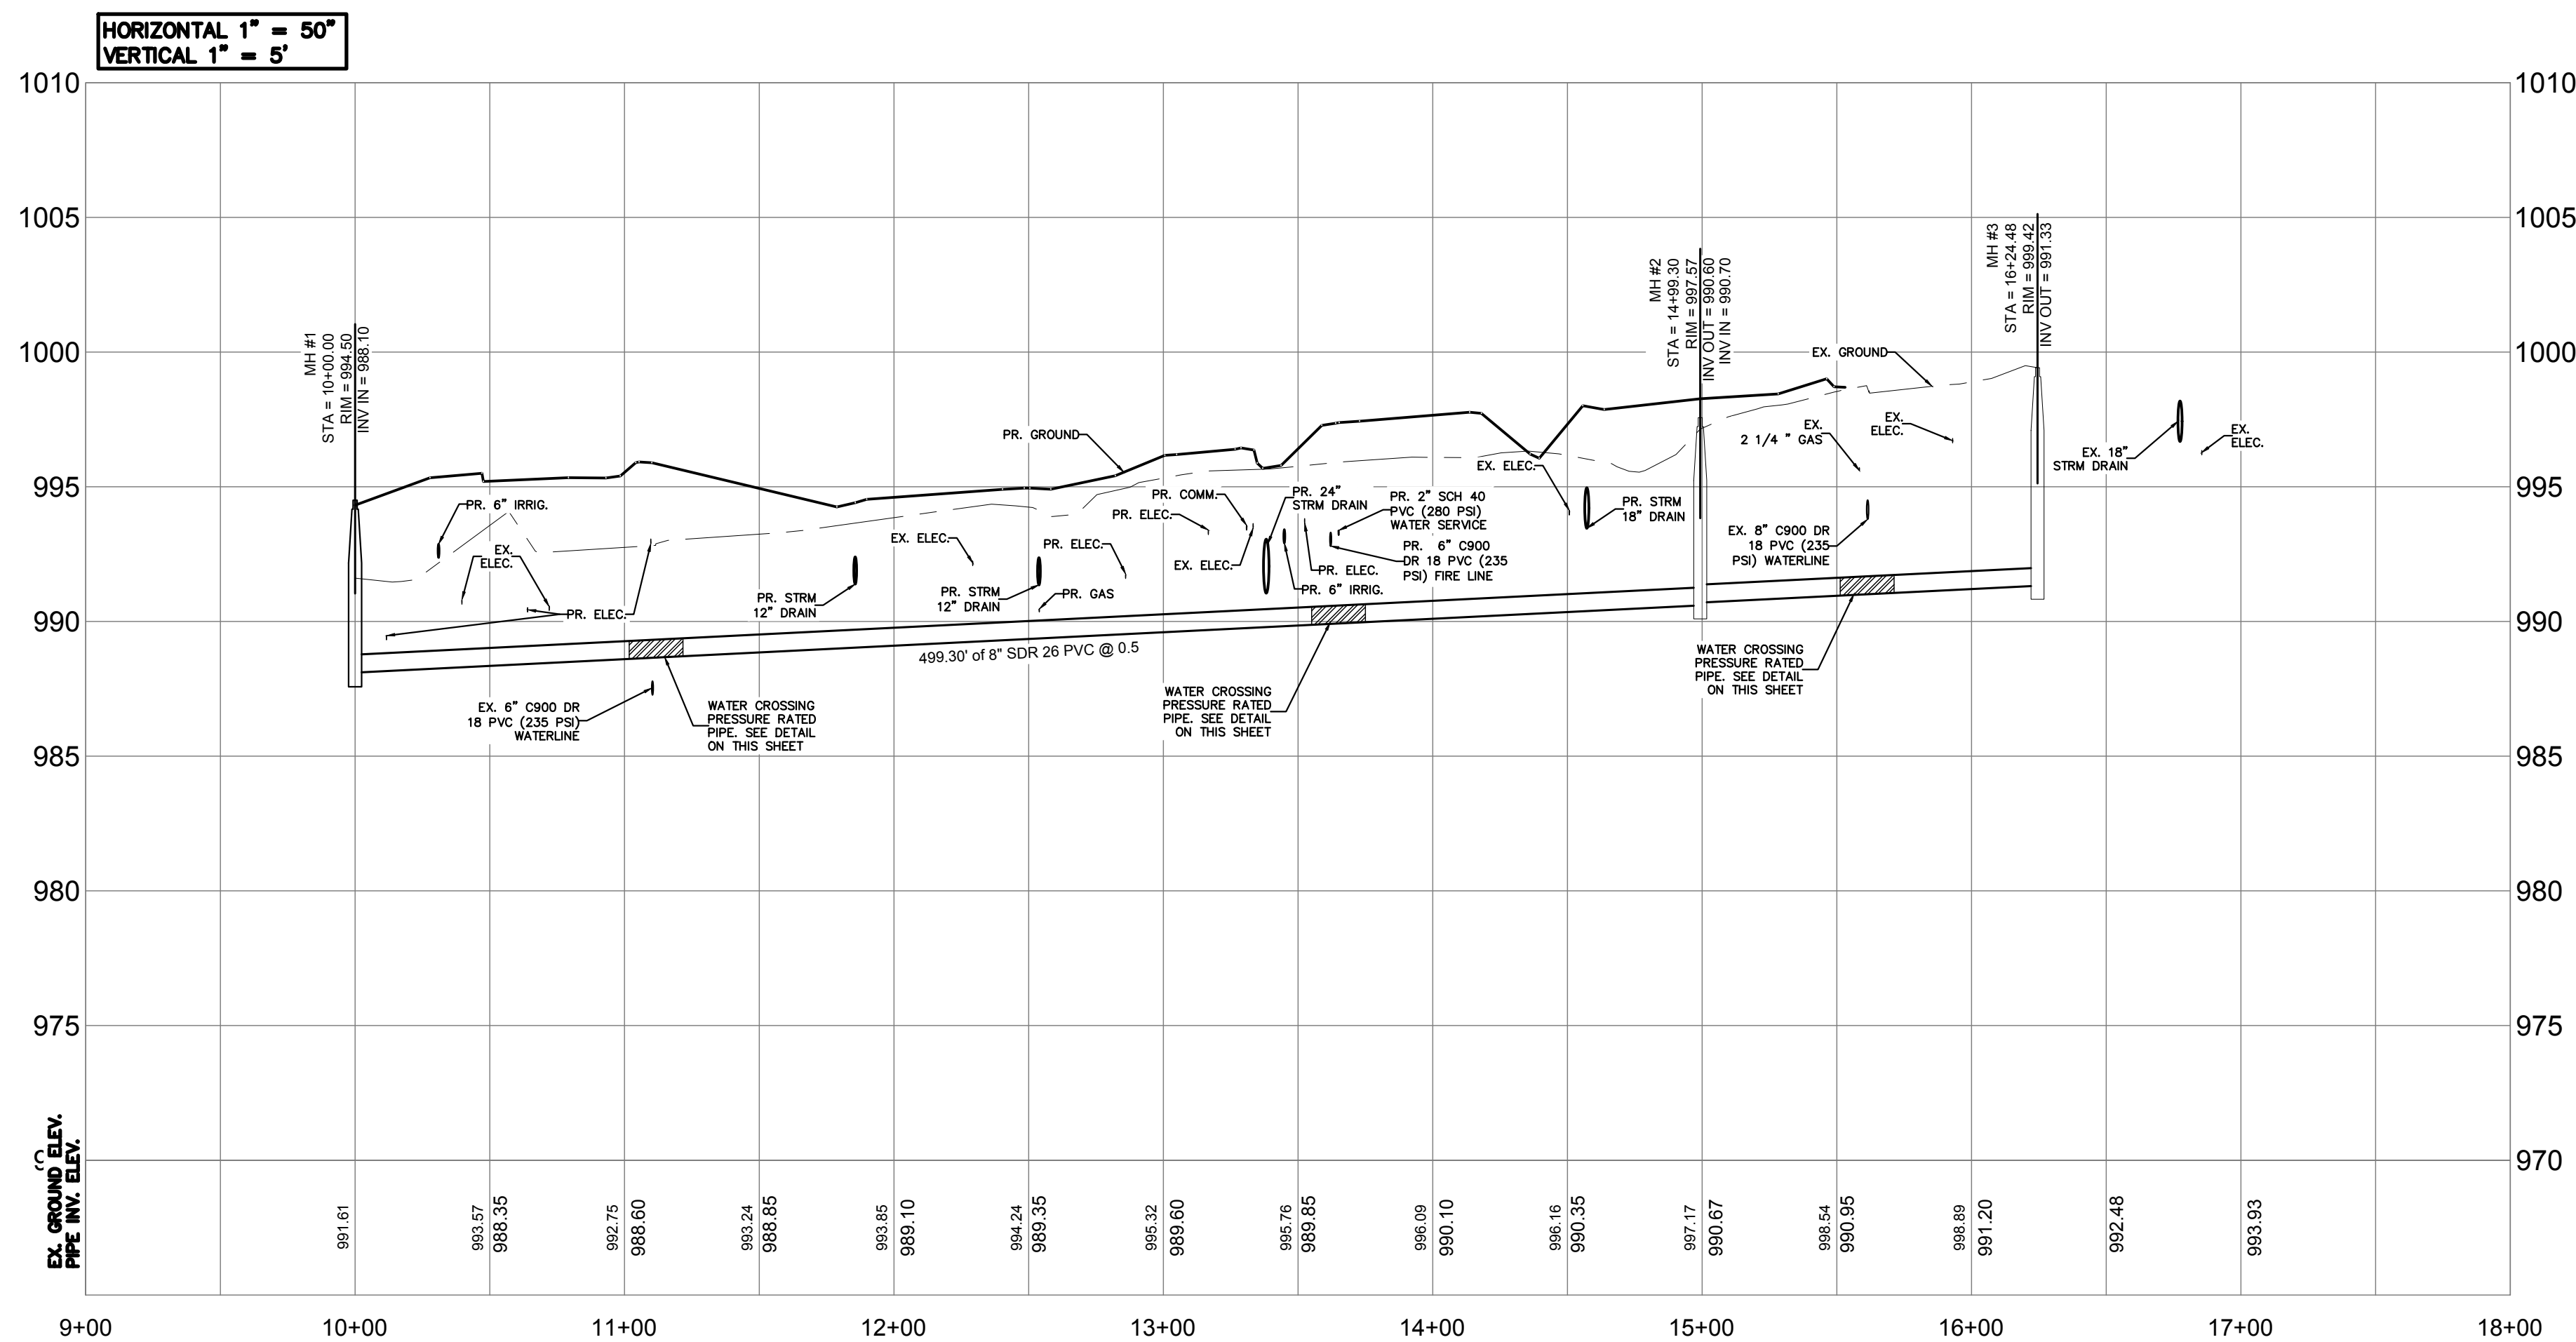 HORIZONTAL 1" = 50"
VERTICAL 1" = 5'
1010
1010
1005
1005
1000
1000
995
995
990
990
985
985
980
980
975
975
970
MH #1
STA = 10+00.00
RIM = 994.50
INV IN = 988.10
MH #2
STA = 14+99.30
RIM = 997.57
INV OUT = 990.60
INV IN = 990.70
MH #3
STA = 16+24.48
RIM = 999.42
INV OUT = 991.33
PR. 6" IRRIG.
EX.
ELEC.
PR. ELEC.
EX. 6" C900 DR
18 PVC (235 PSI)
WATERLINE
WATER CROSSING
PRESSURE RATED
PIPE. SEE DETAIL
ON THIS SHEET
PR. STRM
12" DRAIN
EX. ELEC.
PR. STRM
12" DRAIN
PR. ELEC.
PR. GAS
499.30' of 8" SDR 26 PVC @ 0.5
PR. GROUND
PR. COMM.
PR. ELEC.
EX. ELEC.
PR. 24"
STRM DRAIN
PR. ELEC.
PR. 6" IRRIG.
PR. 2" SCH 40
PVC (280 PSI)
WATER SERVICE
PR. 6" C900
DR 18 PVC (235
PSI) FIRE LINE
WATER CROSSING
PRESSURE RATED
PIPE. SEE DETAIL
ON THIS SHEET
EX. ELEC.
PR. STRM
18" DRAIN
EX. GROUND
EX.
2 1/4 " GAS
EX.
ELEC.
EX. 8" C900 DR
18 PVC (235
PSI) WATERLINE
WATER CROSSING
PRESSURE RATED
PIPE. SEE DETAIL
ON THIS SHEET
EX. 18"
STRM DRAIN
EX.
ELEC.
EX. GROUND ELEV.
PIPE INV. ELEV.
991.61
993.57
988.35
992.75
988.60
993.24
988.85
993.85
989.10
994.24
989.35
995.32
989.60
995.76
989.85
996.09
990.10
996.16
990.35
997.17
990.67
998.54
990.95
998.89
991.20
992.48
993.93
9+00
10+00
11+00
12+00
13+00
14+00
15+00
16+00
17+00
18+00